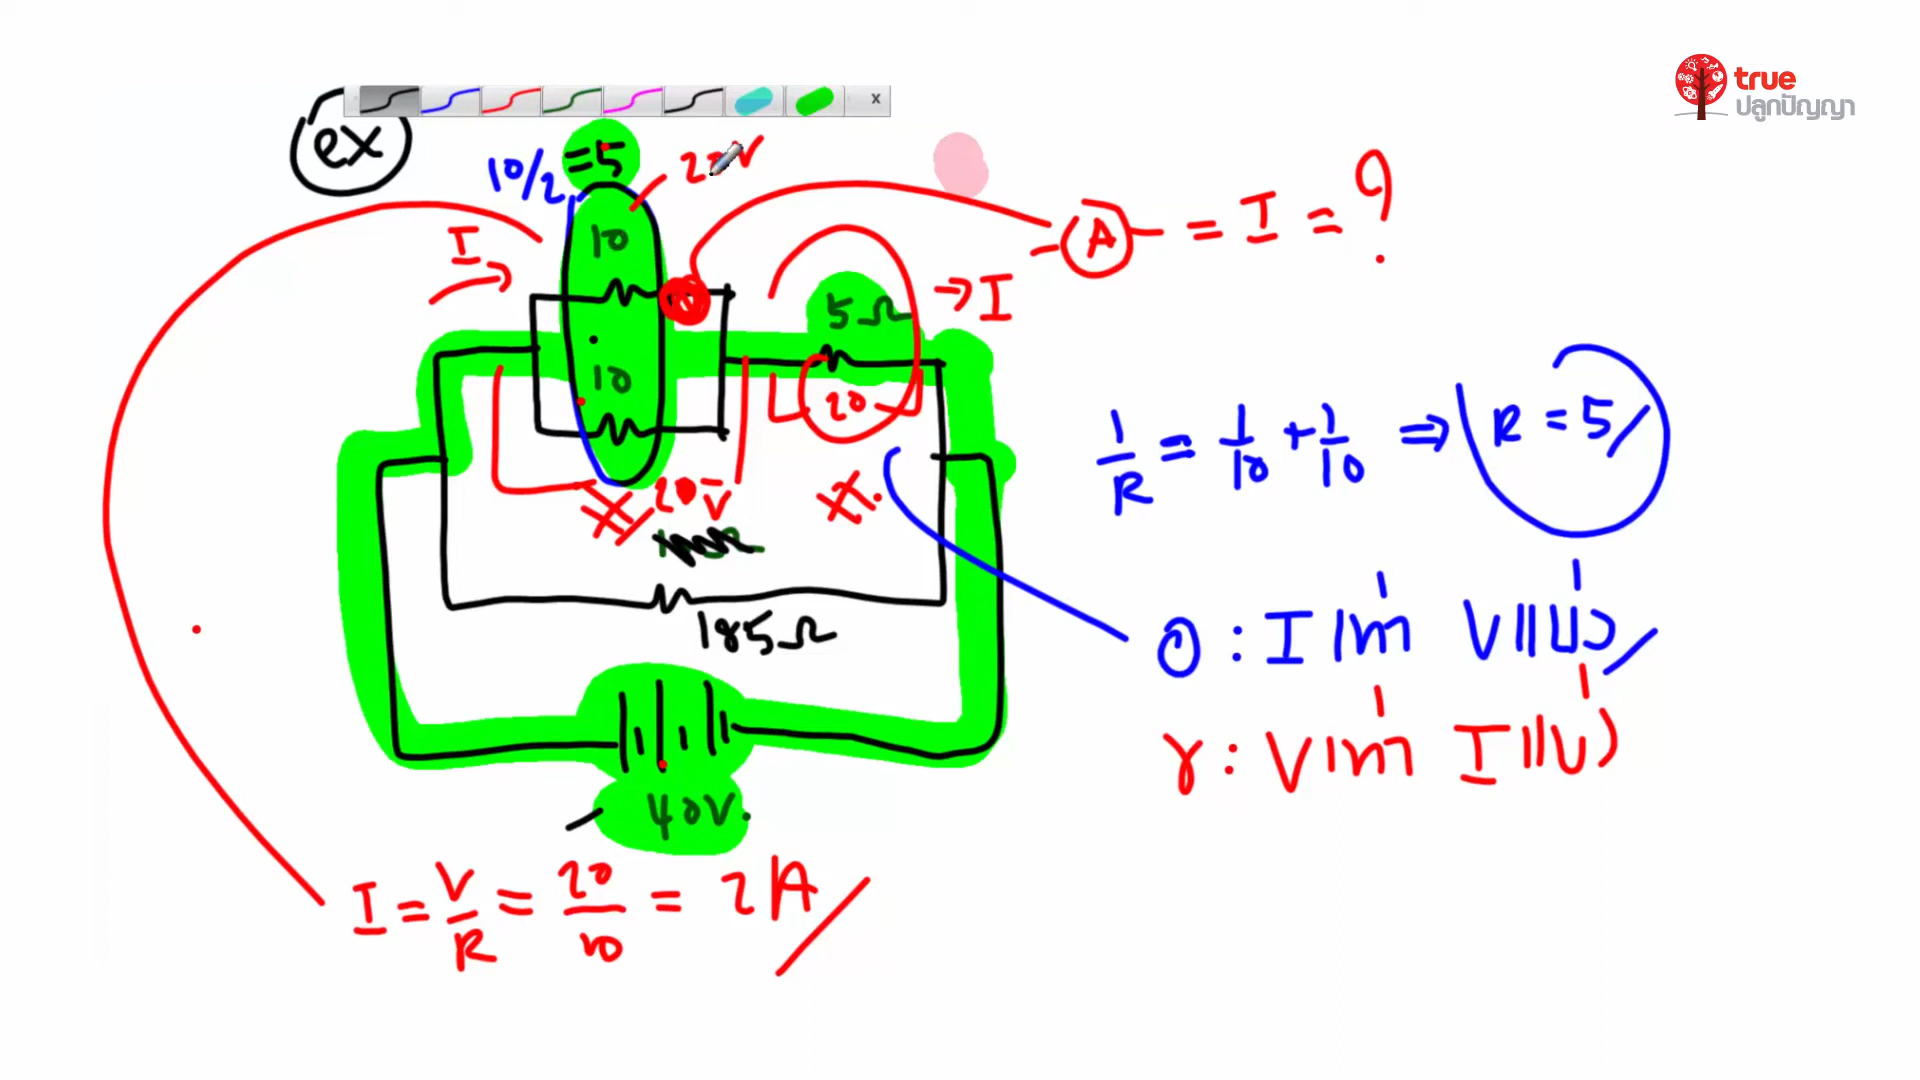 true
ปลูกปัญญา
ex
10/2 =5
20V
A = I = ?
I
10
5Ω
→ I
10
20
20V
1/R = 1/10 + 1/10 ⇒ R = 5
185Ω
อ : I เท่า V แบ่ง
ข : V เท่า I แบ่ง
40V
I = V/R = 20/10 = 2A